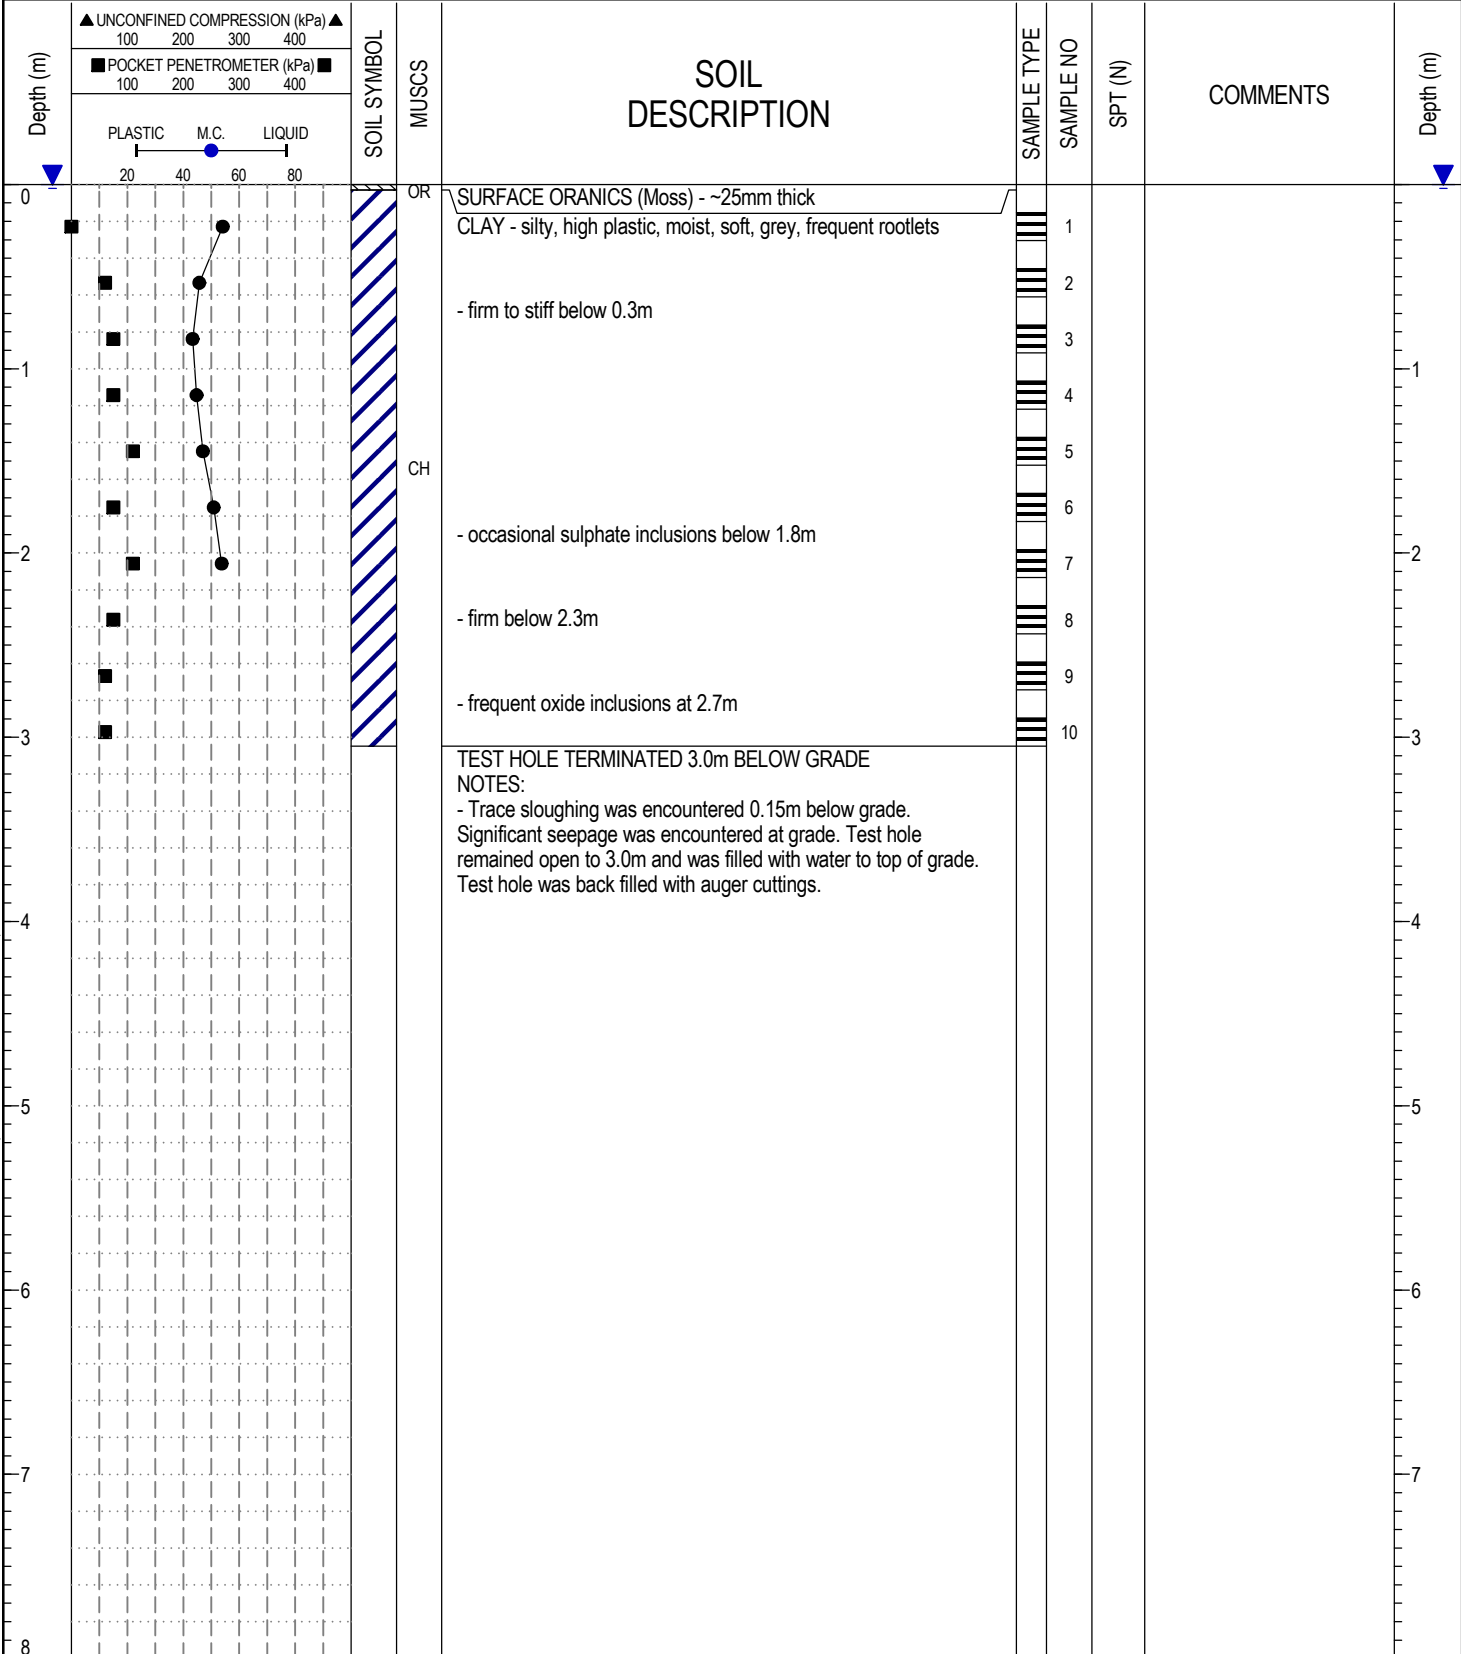 ▲ UNCONFINED COMPRESSION (kPa) ▲
100 200 300 400
■ POCKET PENETROMETER (kPa) ■
100 200 300 400
PLASTIC M.C. LIQUID
20 40 60 80
Depth (m)
SOIL SYMBOL
MUSCS
SOIL
DESCRIPTION
SAMPLE TYPE
SAMPLE NO
SPT (N)
COMMENTS
Depth (m)
0
OR
SURFACE ORANICS (Moss) - ~25mm thick
CLAY - silty, high plastic, moist, soft, grey, frequent rootlets
1
2
- firm to stiff below 0.3m
3
1
1
4
5
CH
6
- occasional sulphate inclusions below 1.8m
2
7
2
- firm below 2.3m
8
9
- frequent oxide inclusions at 2.7m
10
3
3
TEST HOLE TERMINATED 3.0m BELOW GRADE
NOTES:
- Trace sloughing was encountered 0.15m below grade.
Significant seepage was encountered at grade. Test hole
remained open to 3.0m and was filled with water to top of grade.
Test hole was back filled with auger cuttings.
4
4
5
5
6
6
7
7
8